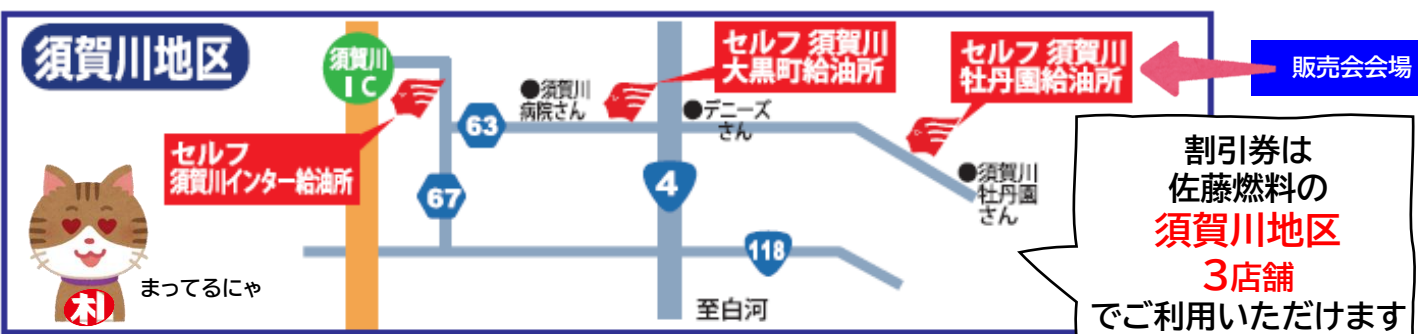 須賀川地区
須賀川
IC
セルフ
須賀川インター給油所
63
67
●須賀川
病院さん
セルフ 須賀川
大黒町給油所
●デニーズ
さん
4
118
至白河
セルフ 須賀川
牡丹園給油所
●須賀川
牡丹園
さん
販売会会場
割引券は
佐藤燃料の
須賀川地区
3店舗
でご利用いただけます
まってるにゃ